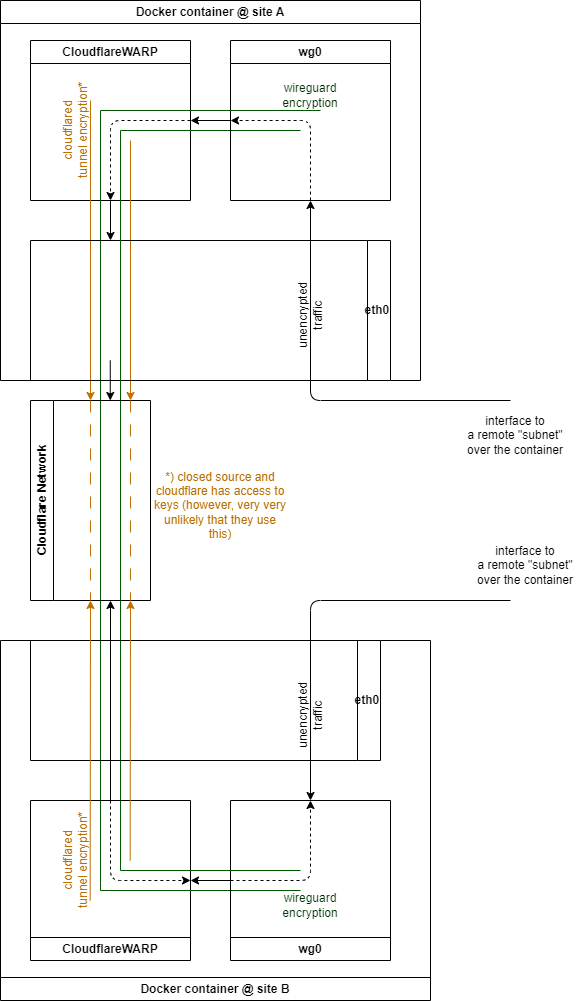 Docker container @ site A
CloudflareWARP
wg0
cloudflared
tunnel encryption*
wireguard
encryption
unencrypted
traffic
eth0
interface to
a remote "subnet"
over the container
Cloudflare Network
*) closed source and
cloudflare has access to
keys (however, very very
unlikely that they use
this)
interface to
a remote "subnet"
over the container
unencrypted
traffic
eth0
cloudflared
tunnel encryption*
wireguard
encryption
CloudflareWARP
wg0
Docker container @ site B